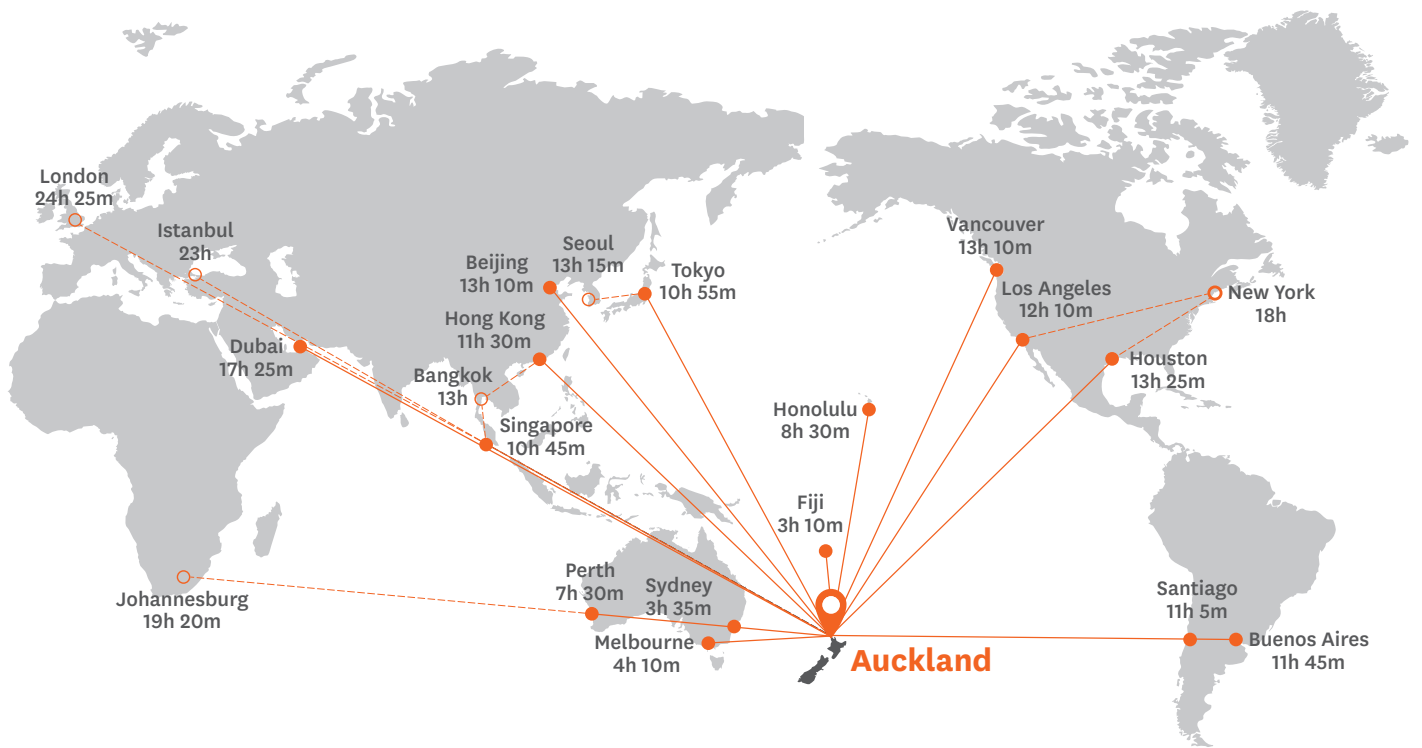 London
24h 25m
Istanbul
23h
Dubai
17h 25m
Beijing
13h 10m
Seoul
13h 15m
Tokyo
10h 55m
Hong Kong
11h 30m
Bangkok
13h
Singapore
10h 45m
Johannesburg
19h 20m
Perth
7h 30m
Sydney
3h 35m
Melbourne
4h 10m
Fiji
3h 10m
Honolulu
8h 30m
Auckland
Vancouver
13h 10m
Los Angeles
12h 10m
New York
18h
Houston
13h 25m
Santiago
11h 5m
Buenos Aires
11h 45m